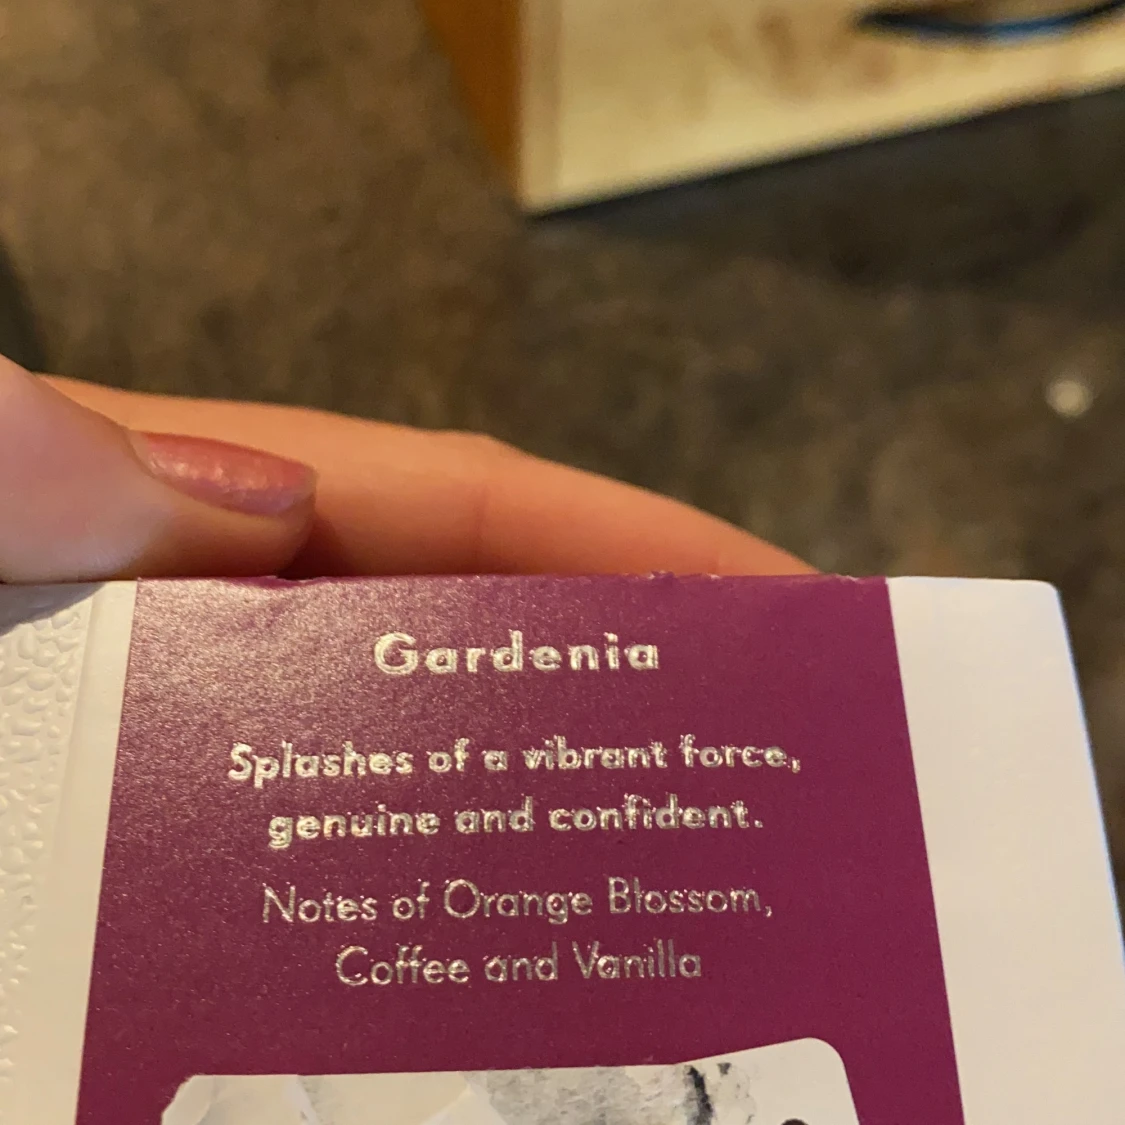 Gardenia
Splashes of a vibrant force,
genuine and confident.
Notes of Orange Blossom,
Coffee and Vanilla